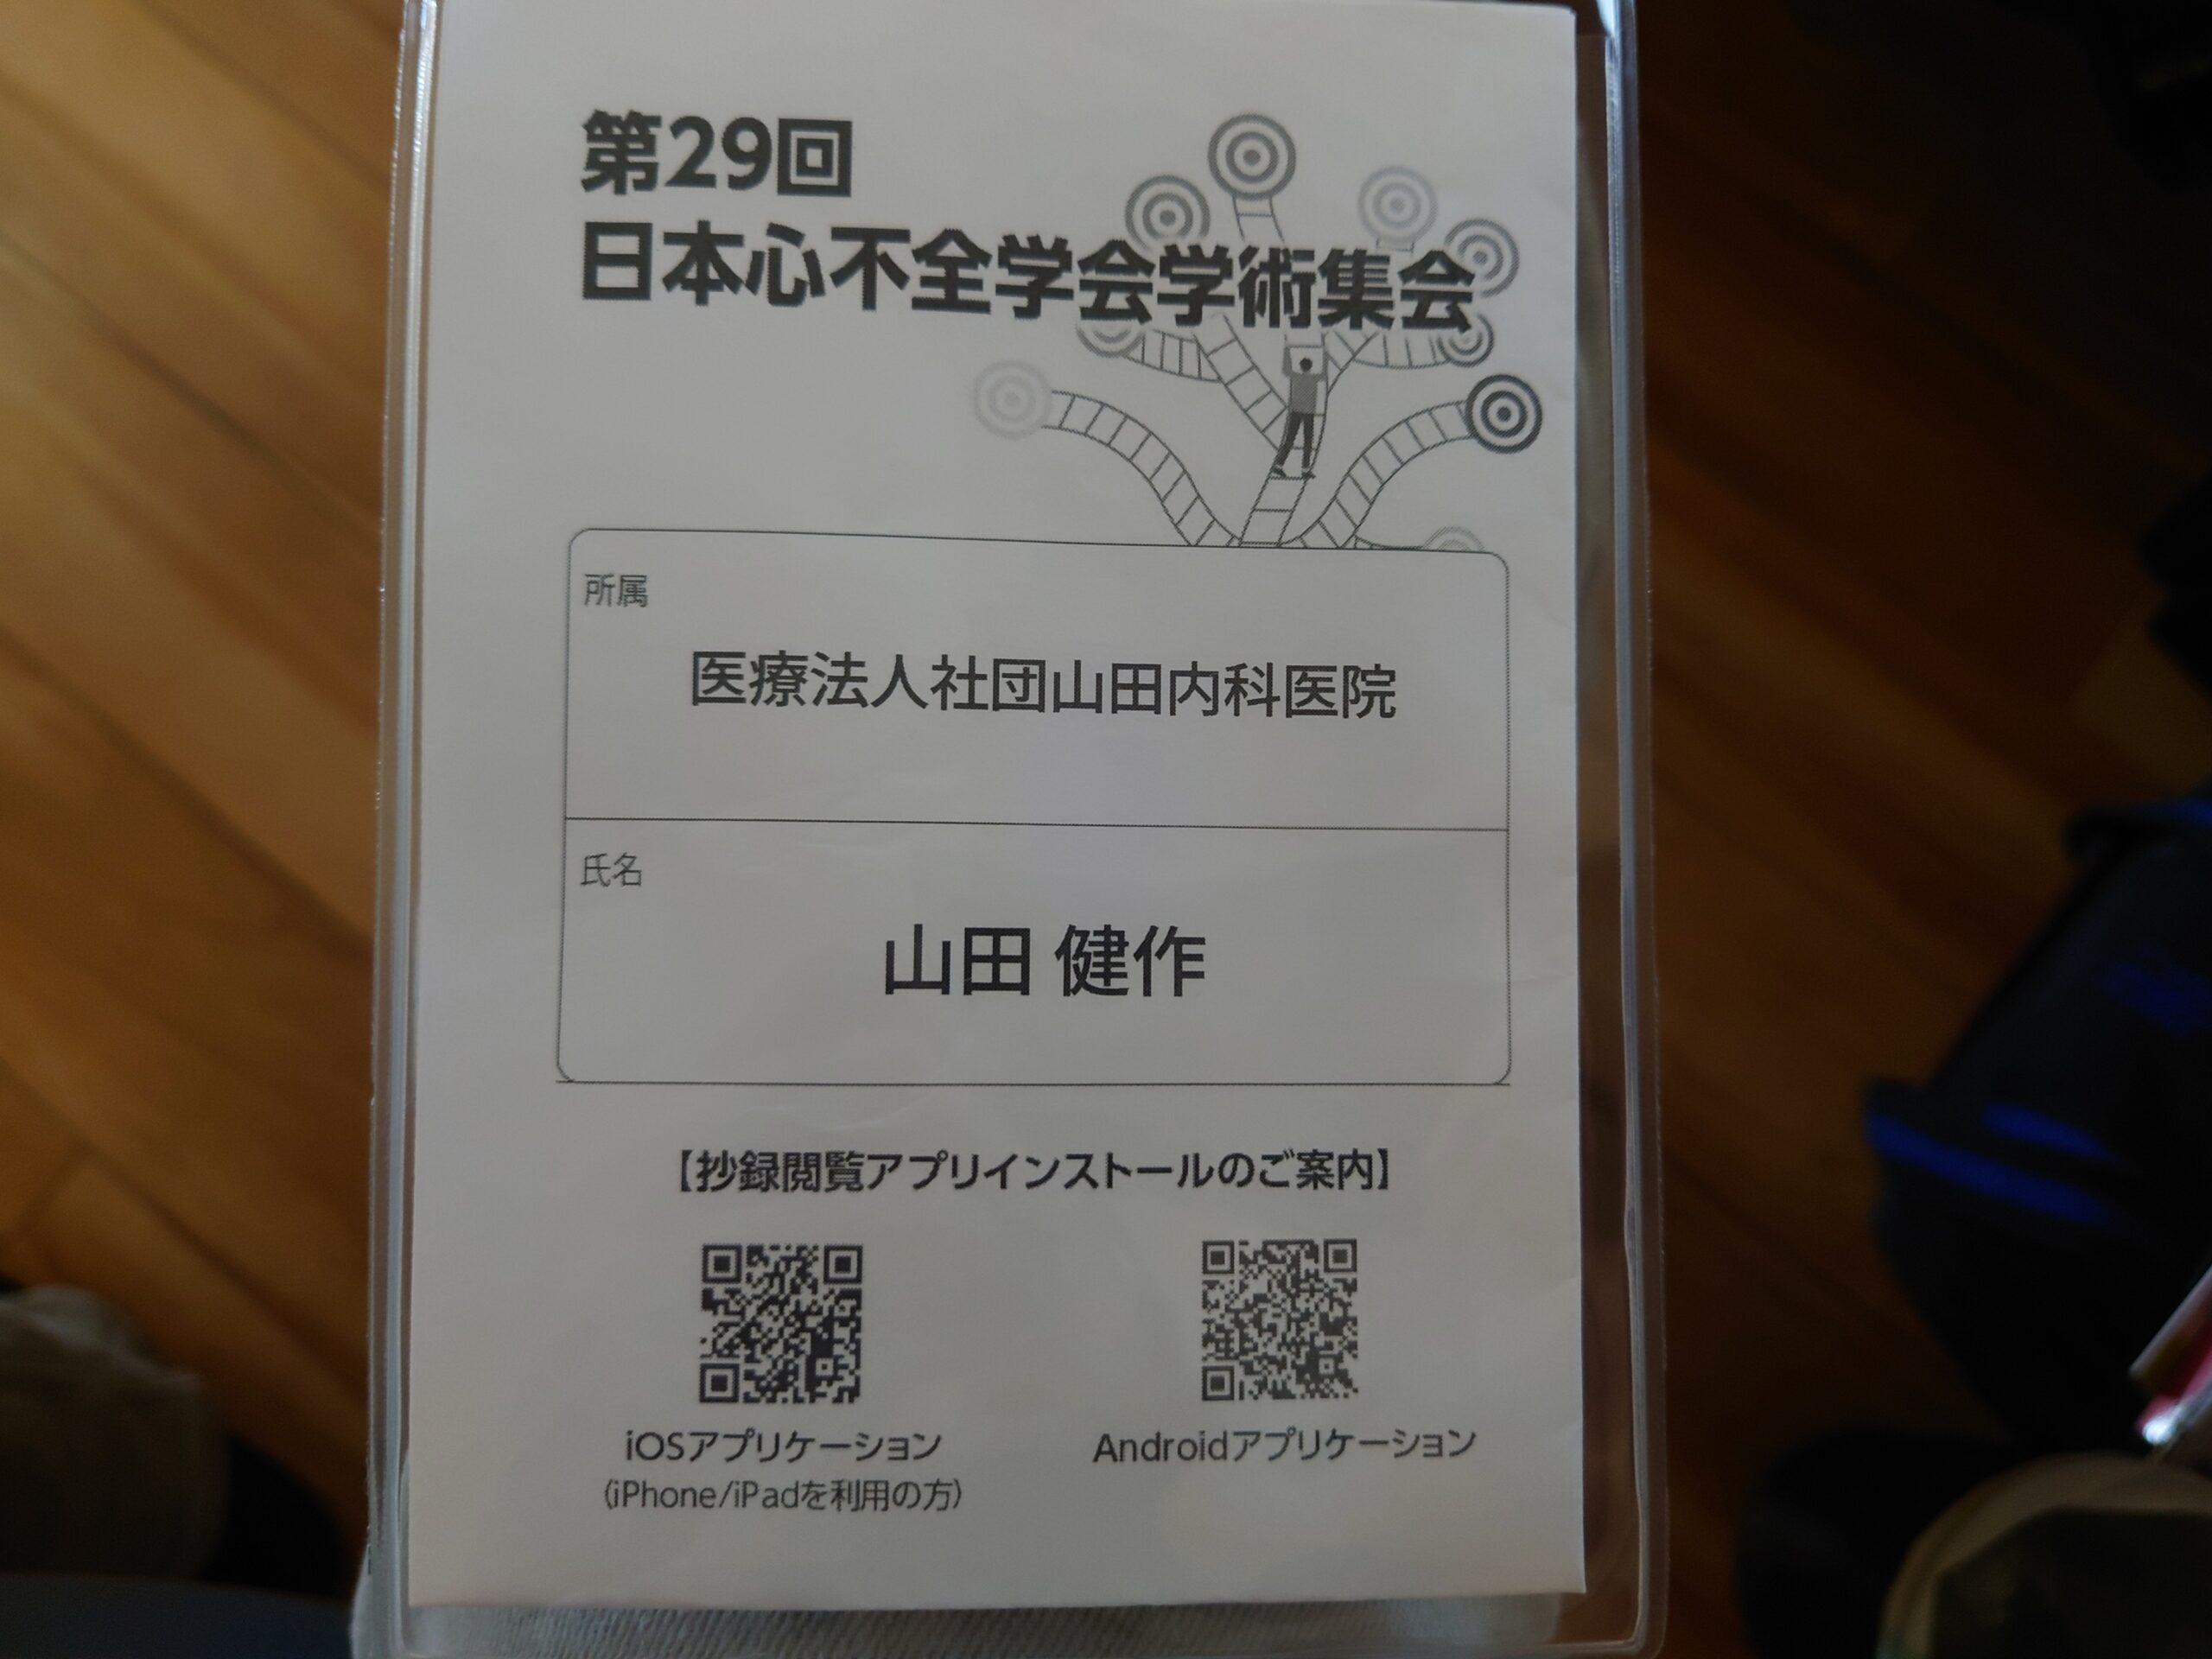 第29回
日本心不全学会学術集会
所属
医療法人社団山田内科医院
氏名
山田 健作
【抄録閲覧アプリインストールのご案内】
iOSアプリケーション
(iPhone/iPadを利用の方)
Androidアプリケーション